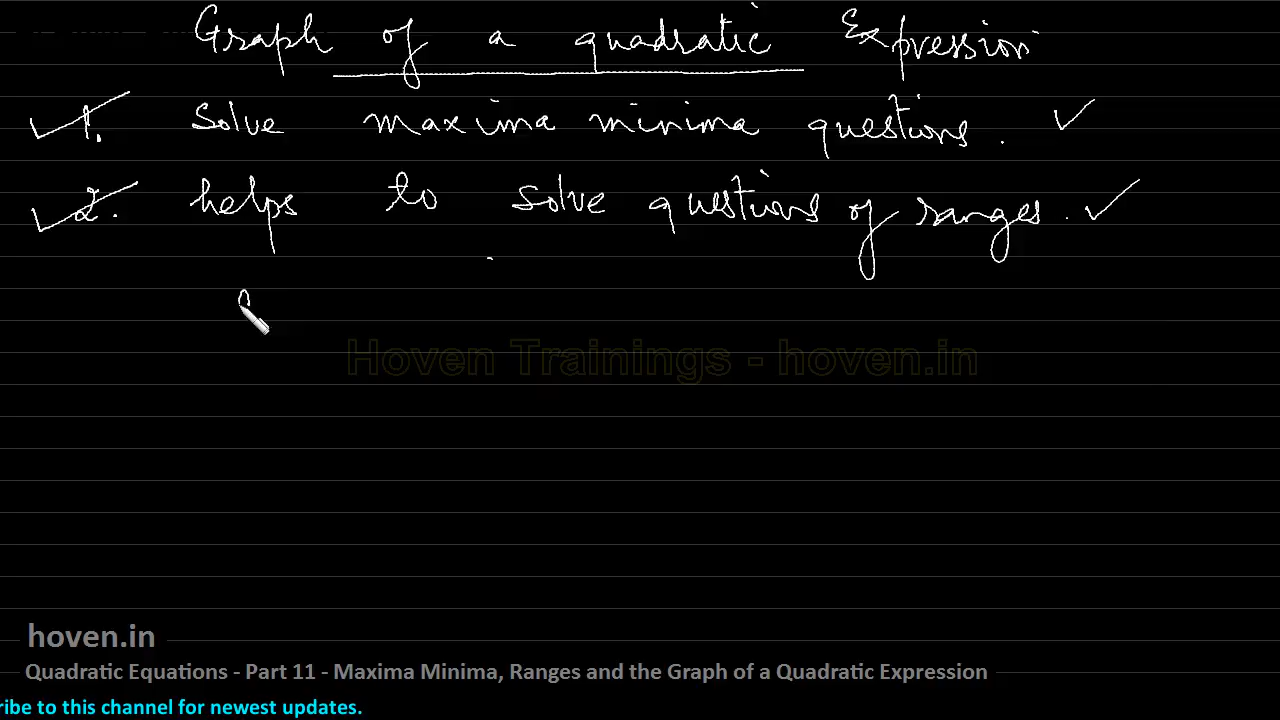 Graph of a quadratic Expression
1. Solve maxima minima questions.
2. helps to solve questions of ranges.
Hoven Trainings - hoven.in
hoven.in
Quadratic Equations - Part 11 - Maxima Minima, Ranges and the Graph of a Quadratic Expression
ribe to this channel for newest updates.